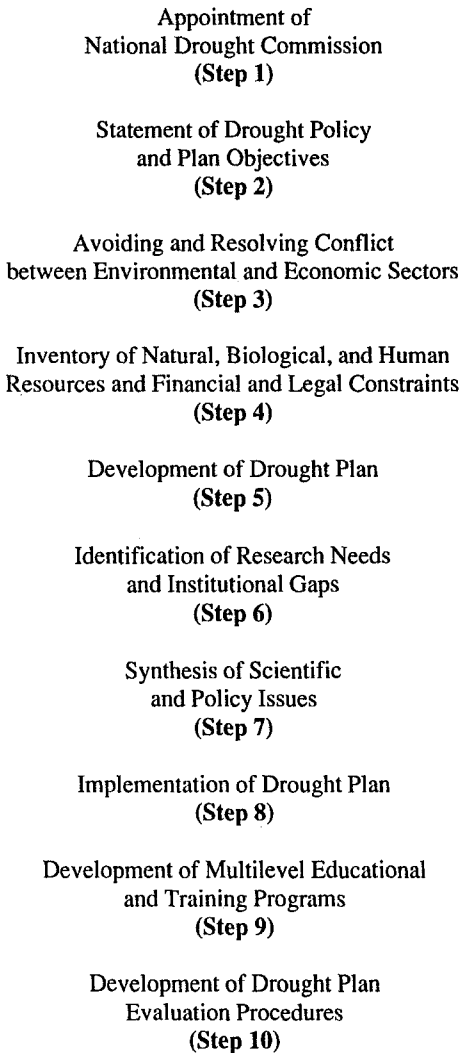 Appointment of
National Drought Commission
(Step 1)
Statement of Drought Policy
and Plan Objectives
(Step 2)
Avoiding and Resolving Conflict
between Environmental and Economic Sectors
(Step 3)
Inventory of Natural, Biological, and Human
Resources and Financial and Legal Constraints
(Step 4)
Development of Drought Plan
(Step 5)
Identification of Research Needs
and Institutional Gaps
(Step 6)
Synthesis of Scientific
and Policy Issues
(Step 7)
Implementation of Drought Plan
(Step 8)
Development of Multilevel Educational
and Training Programs
(Step 9)
Development of Drought Plan
Evaluation Procedures
(Step 10)